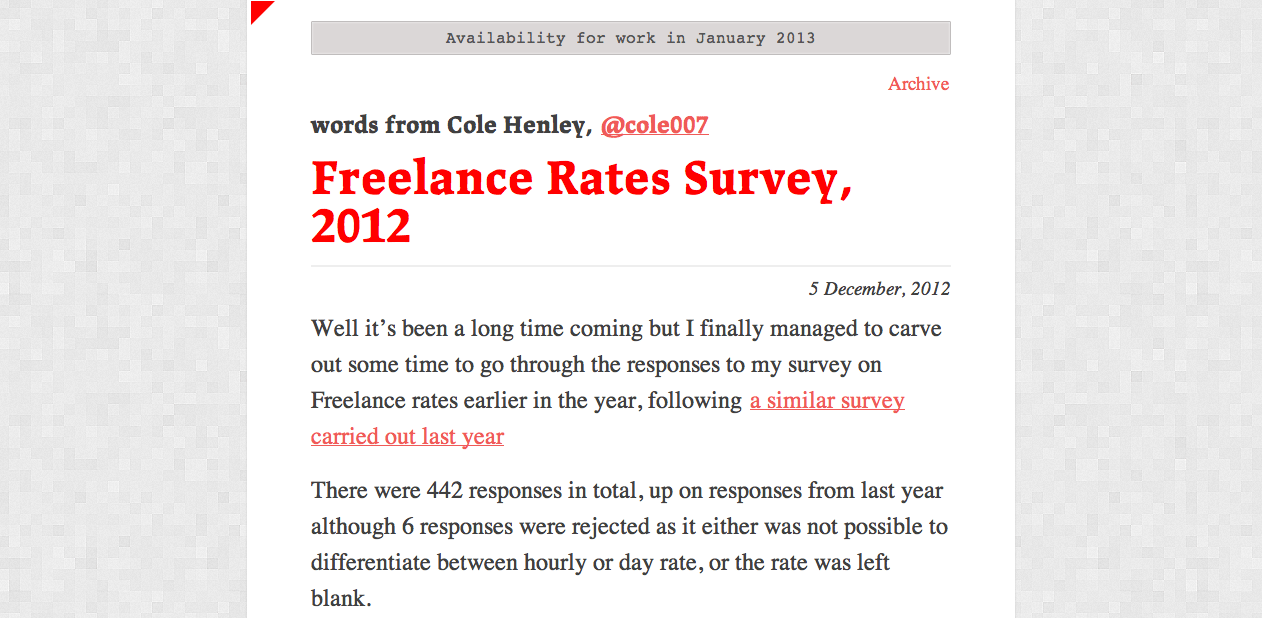 Availability for work in January 2013
Archive
words from Cole Henley, @cole007
Freelance Rates Survey,
2012
5 December, 2012
Well it’s been a long time coming but I finally managed to carve
out some time to go through the responses to my survey on
Freelance rates earlier in the year, following a similar survey
carried out last year
There were 442 responses in total, up on responses from last year
although 6 responses were rejected as it either was not possible to
differentiate between hourly or day rate, or the rate was left
blank.